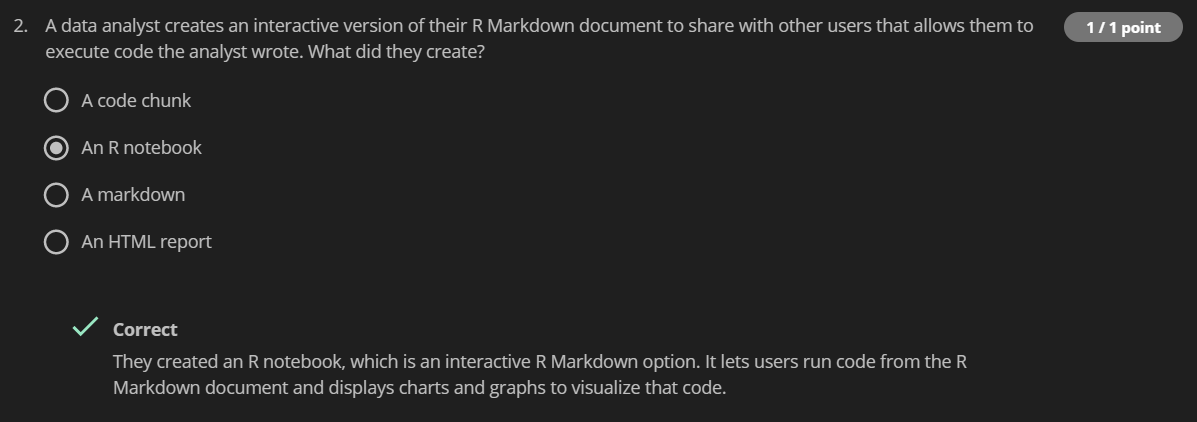 2. A data analyst creates an interactive version of their R Markdown document to share with other users that allows them to
1 / 1 point
execute code the analyst wrote. What did they create?
A code chunk
An R notebook
A markdown
An HTML report
Correct
They created an R notebook, which is an interactive R Markdown option. It lets users run code from the R
Markdown document and displays charts and graphs to visualize that code.